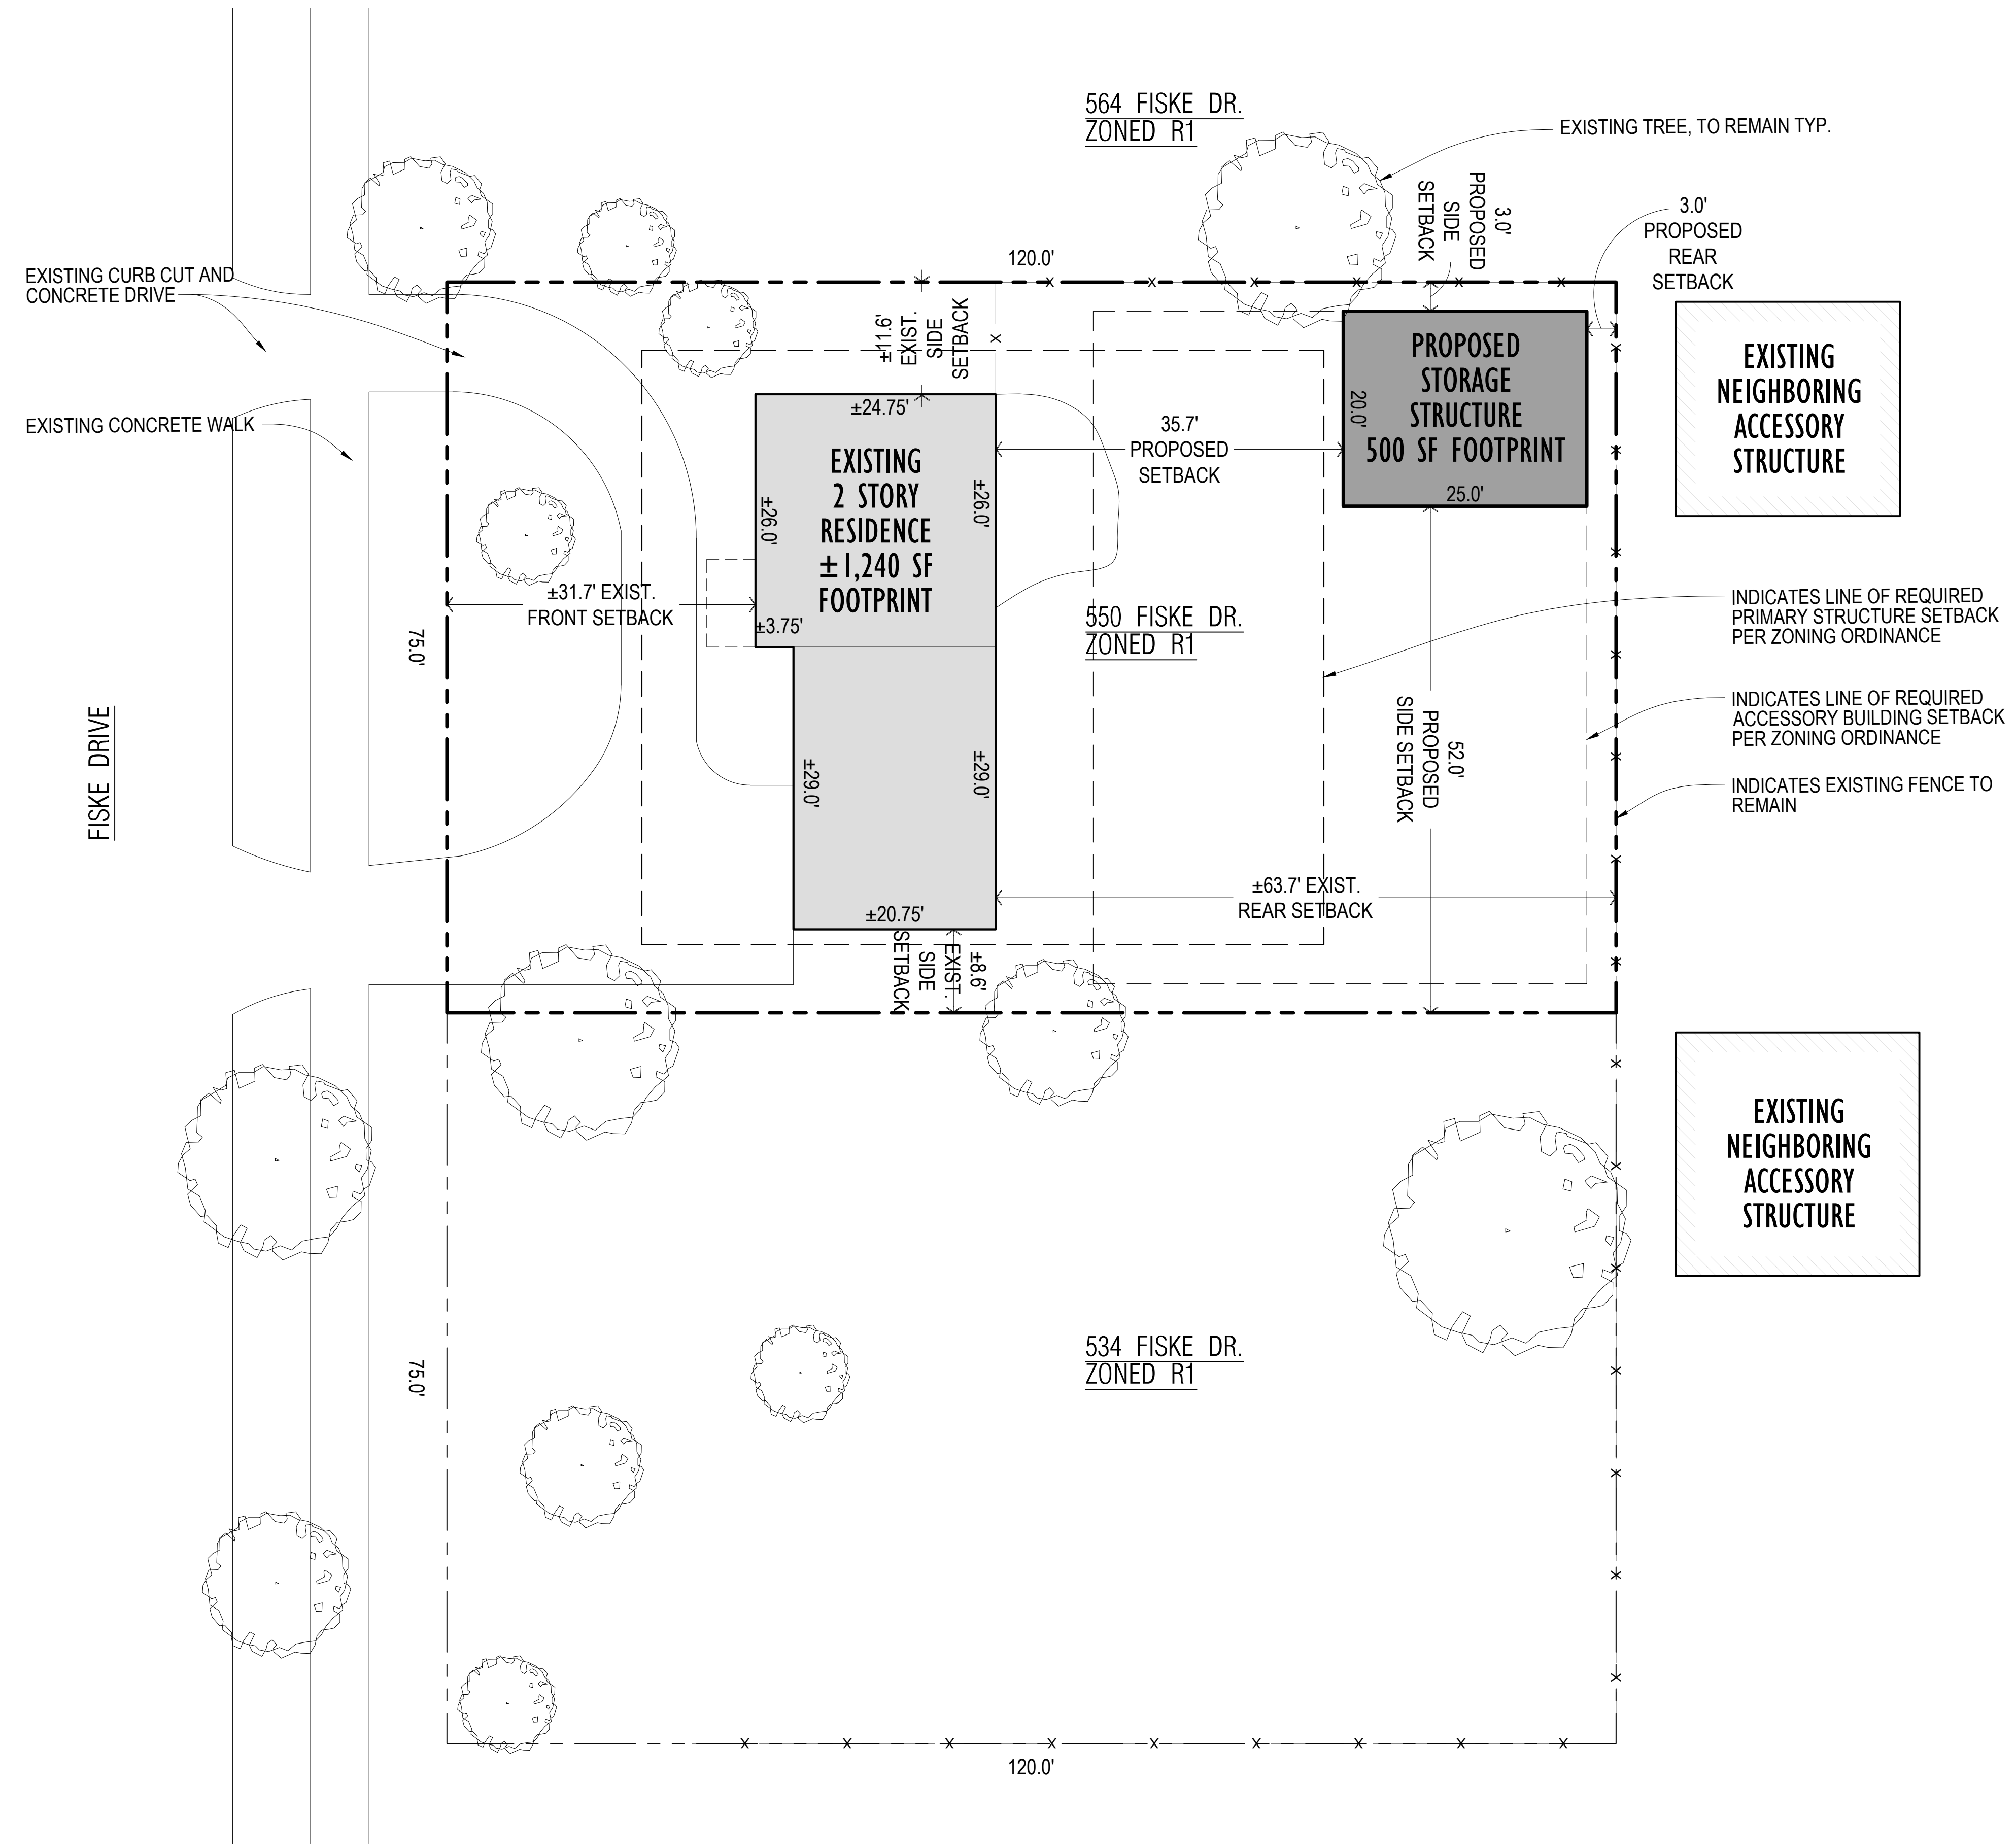 564 FISKE DR.
ZONED R1
EXISTING TREE, TO REMAIN TYP.
3.0'
PROPOSED
SIDE
SETBACK
3.0'
PROPOSED
REAR
SETBACK
120.0'
EXISTING CURB CUT AND
CONCRETE DRIVE
±11.6'
EXIST.
SIDE
SETBACK
EXISTING CONCRETE WALK
±24.75'
35.7'
PROPOSED
SETBACK
PROPOSED
STORAGE
STRUCTURE
500 SF FOOTPRINT
20.0'
25.0'
EXISTING
NEIGHBORING
ACCESSORY
STRUCTURE
EXISTING
2 STORY
RESIDENCE
±1,240 SF
FOOTPRINT
±26.0'
±26.0'
±31.7' EXIST.
FRONT SETBACK
±3.75'
75.0'
550 FISKE DR.
ZONED R1
INDICATES LINE OF REQUIRED
PRIMARY STRUCTURE SETBACK
PER ZONING ORDINANCE
FISKE DRIVE
±29.0'
±29.0'
52.0'
PROPOSED
SIDE SETBACK
INDICATES LINE OF REQUIRED
ACCESSORY BUILDING SETBACK
PER ZONING ORDINANCE
INDICATES EXISTING FENCE TO
REMAIN
±63.7' EXIST.
REAR SETBACK
±20.75'
±8.6'
EXIST.
SIDE
SETBACK
EXISTING
NEIGHBORING
ACCESSORY
STRUCTURE
534 FISKE DR.
ZONED R1
75.0'
120.0'